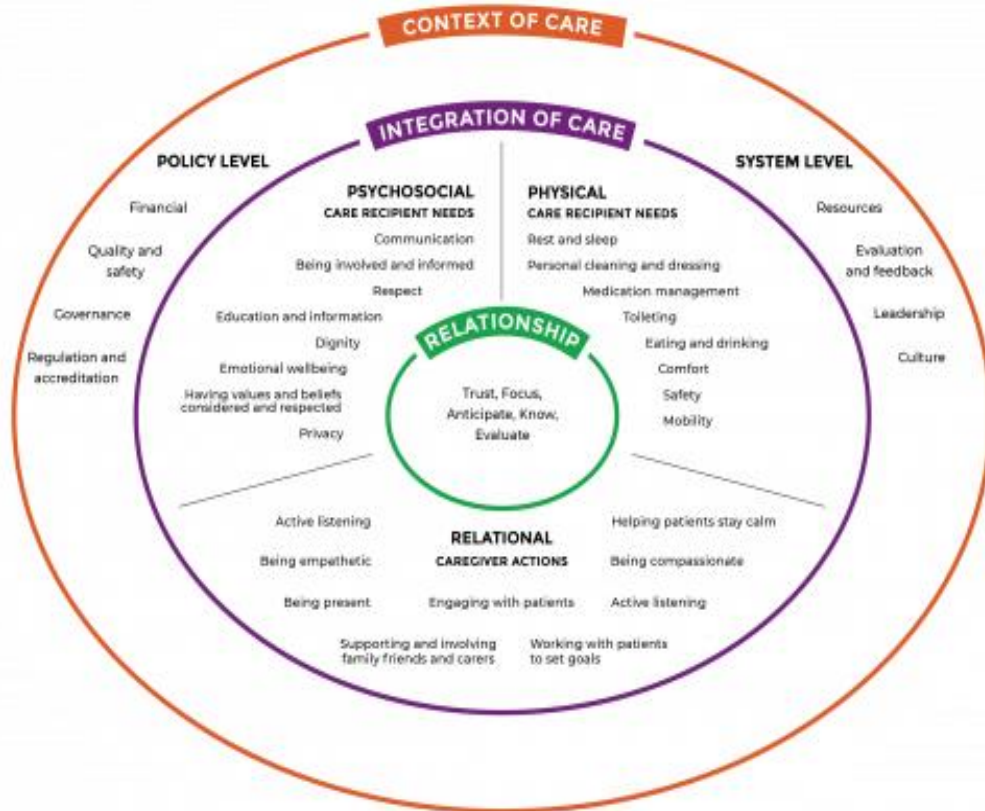 CONTEXT OF CARE
INTEGRATION OF CARE
POLICY LEVEL
Financial
Quality and
safety
Governance
Regulation and
accreditation
PSYCHOSOCIAL
CARE RECIPIENT NEEDS
Communication
Being involved and informed
Respect
Education and information
Dignity
Emotional wellbeing
Having values and beliefs
considered and respected
Privacy
PHYSICAL
CARE RECIPIENT NEEDS
Rest and sleep
Personal cleaning and dressing
Medication management
Toileting
Eating and drinking
Comfort
Safety
Mobility
SYSTEM LEVEL
Resources
Evaluation
and feedback
Leadership
Culture
RELATIONSHIP
Trust, Focus,
Anticipate, Know,
Evaluate
RELATIONAL
CAREGIVER ACTIONS
Active listening
Being empathetic
Being present
Engaging with patients
Supporting and involving
family friends and carers
Helping patients stay calm
Being compassionate
Active listening
Working with patients
to set goals